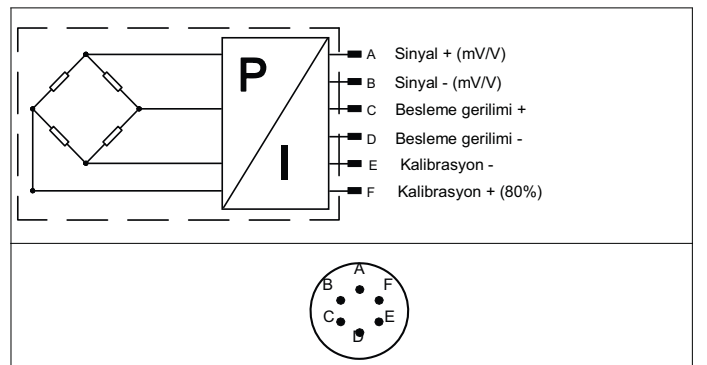 P
I
A Sinyal + (mV/V)
B Sinyal - (mV/V)
C Besleme gerilimi +
D Besleme gerilimi -
E Kalibrasyon -
F Kalibrasyon + (80%)
A
B F
C E
D